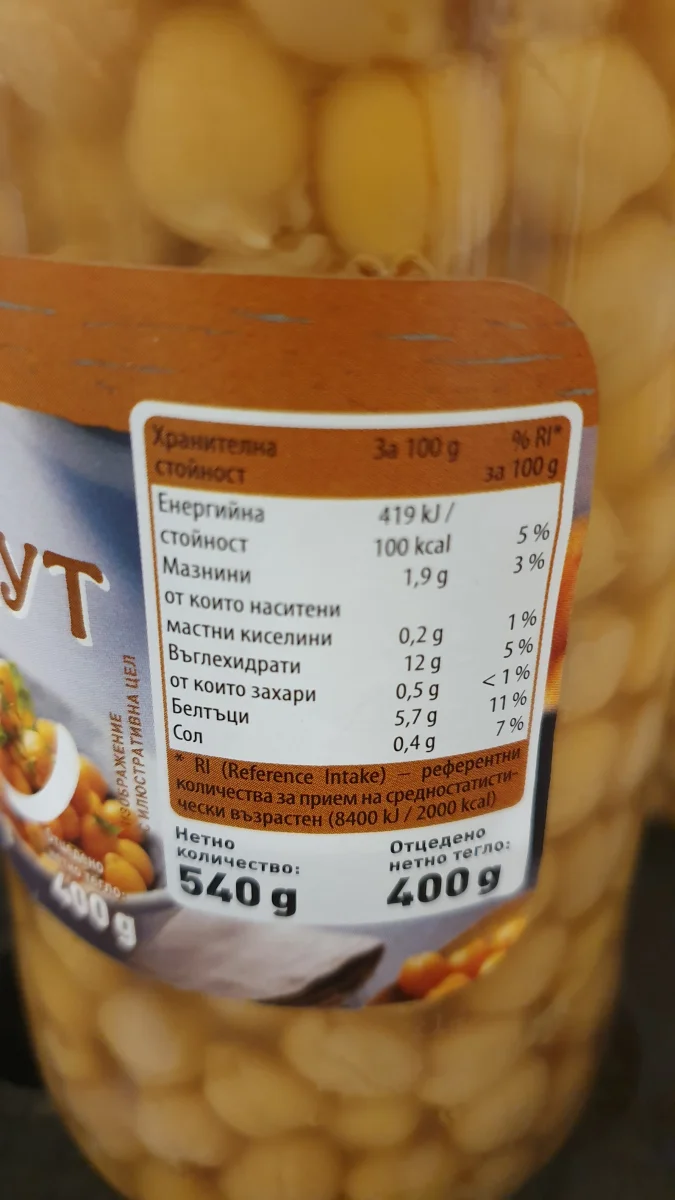 УТ
ИЗОБРАЖЕНИЕ
С ИЛЮСТРАТИВНА ЦЕЛ
ОТЦЕДЕНО
НЕТНО ТЕГЛО:
400 g
Хранителна стойност За 100 g % RI* за 100 g
Енергийна стойност 419 kJ / 100 kcal 5 %
Мазнини 1,9 g 3 %
от които наситени
мастни киселини 0,2 g 1 %
Въглехидрати 12 g 5 %
от които захари 0,5 g < 1 %
Белтъци 5,7 g 11 %
Сол 0,4 g 7 %
* RI (Reference Intake) – референтни
количества за прием на средностатисти-
чески възрастен (8400 kJ / 2000 kcal)
Нетно
количество:
540 g
Отцедено
нетно тегло:
400 g